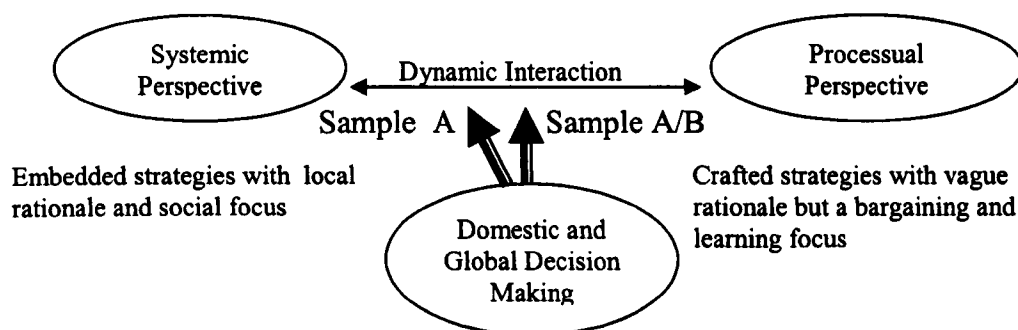 Systemic
Perspective
Dynamic Interaction
Processual
Perspective
Sample A
Sample A/B
Embedded strategies with local
rationale and social focus
Crafted strategies with vague
rationale but a bargaining and
learning focus
Domestic and
Global Decision
Making